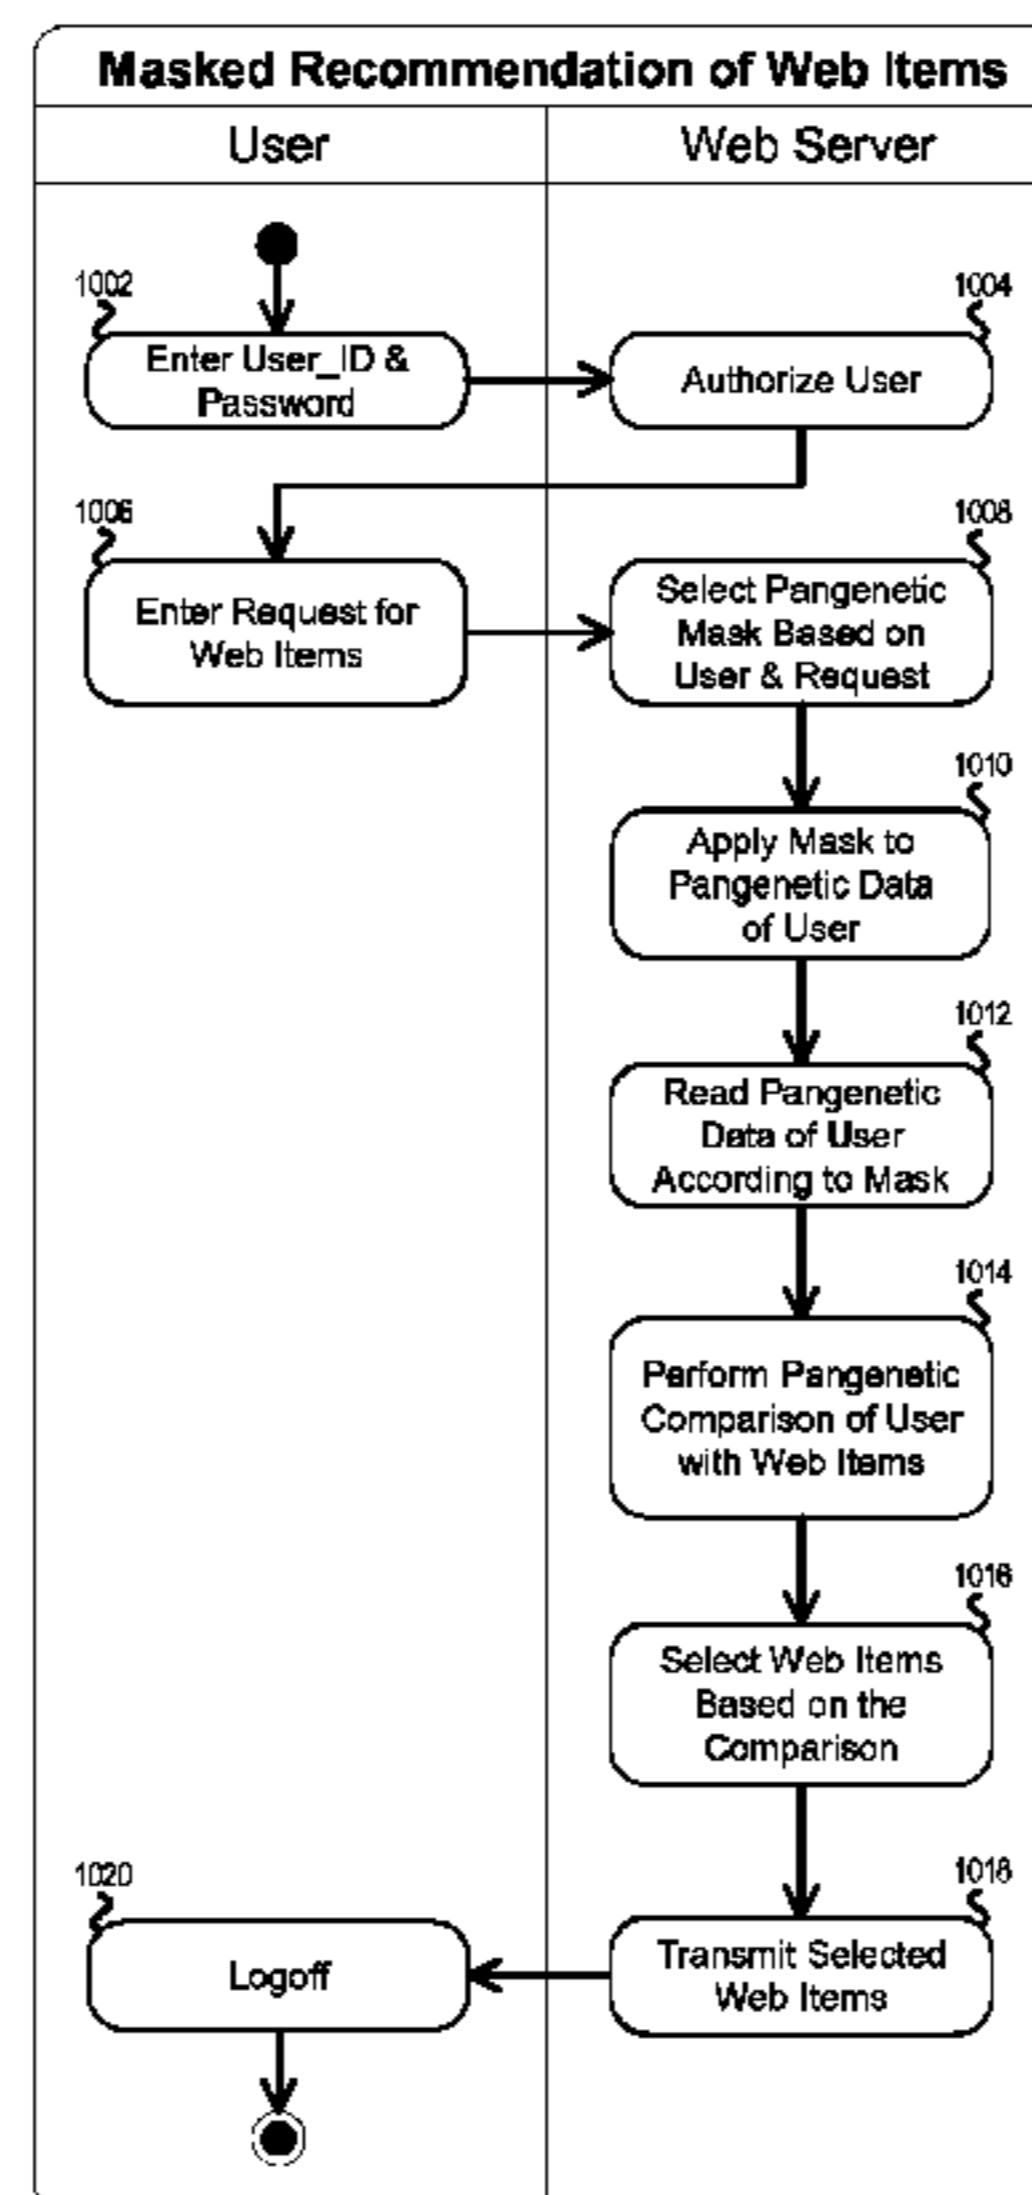 Masked Recommendation of Web Items
User
Web Server
1002
Enter User_ID &
Password
1004
Authorize User
1006
Enter Request for
Web Items
1008
Select Pangenetic
Mask Based on
User & Request
1010
Apply Mask to
Pangenetic Data
of User
1012
Read Pangenetic
Data of User
According to Mask
1014
Perform Pangenetic
Comparison of User
with Web Items
1016
Select Web Items
Based on the
Comparison
1018
Transmit Selected
Web Items
1020
Logoff